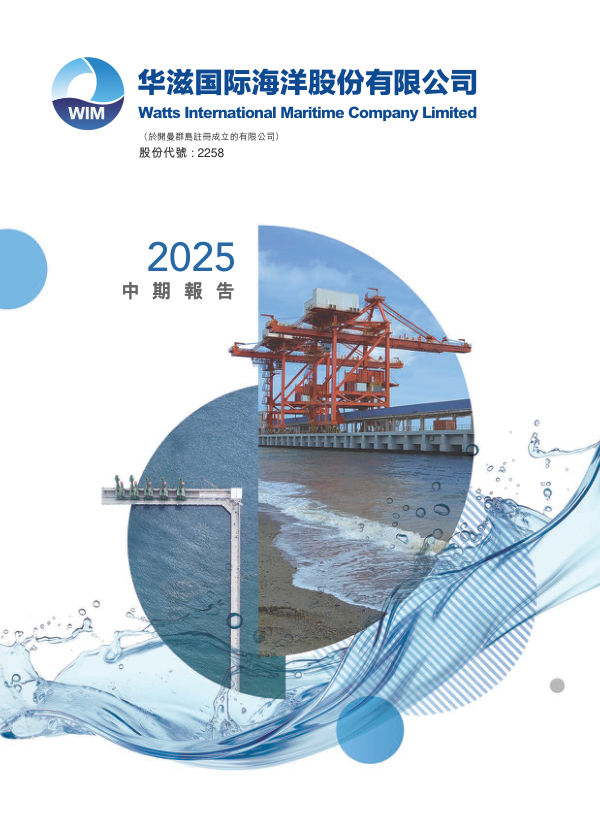 WIM
华滋国际海洋股份有限公司
Watts International Maritime Company Limited
（於開曼群島註冊成立的有限公司）
股份代號 : 2258
2025
中期報告